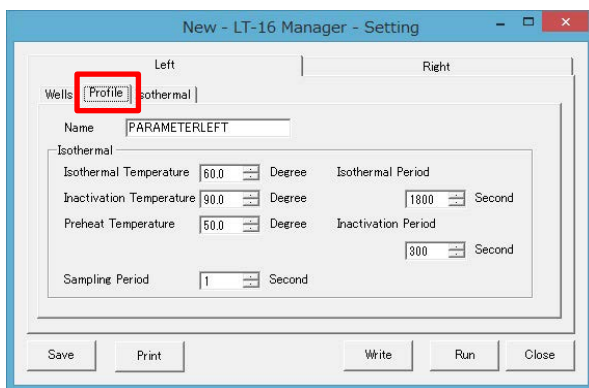 New - LT-16 Manager - Setting
Left Right
Wells Profile sothermal
Name PARAMETERLEFT
Isothermal
Isothermal Temperature 60.0 Degree Isothermal Period
Inactivation Temperature 90.0 Degree 1800 Second
Preheat Temperature 50.0 Degree Inactivation Period
300 Second
Sampling Period 1 Second
Save Print Write Run Close